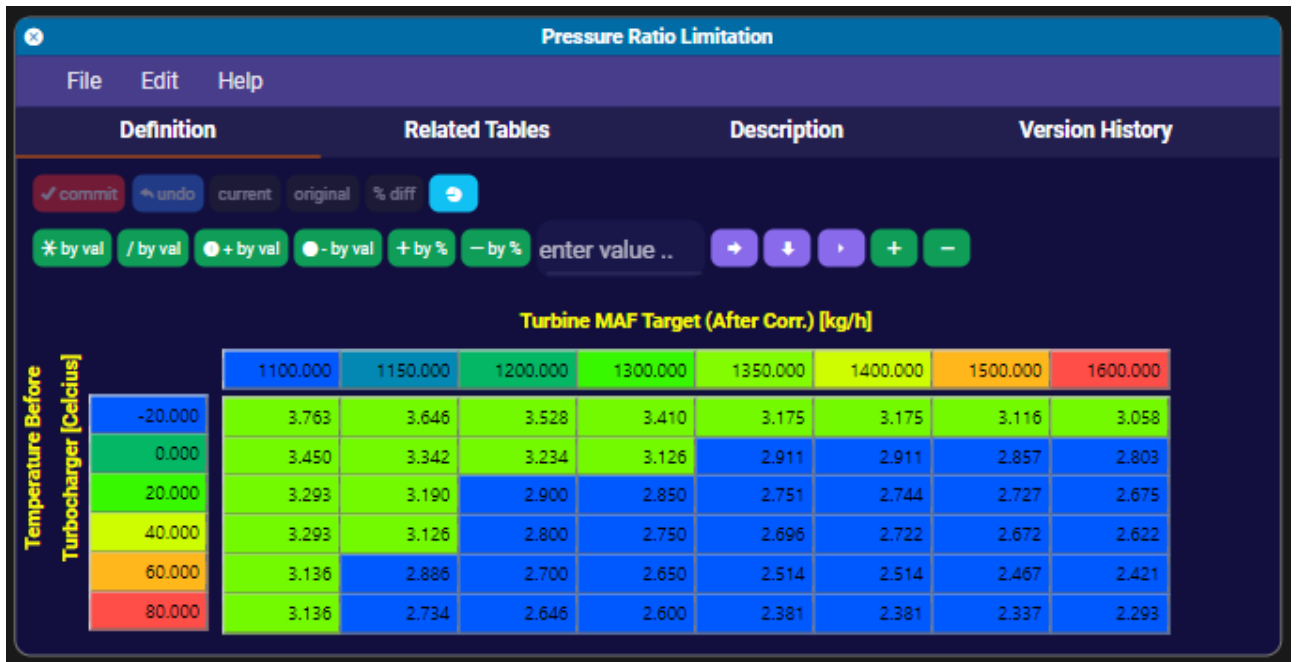 Pressure Ratio Limitation
File Edit Help
Definition Related Tables Description Version History
commit undo current original % diff
by val / by val + by val - by val + by % − by % enter value .. + −
Turbine MAF Target (After Corr.) [kg/h]
Temperature Before
Turbocharger [Celcius]
1100.000 1150.000 1200.000 1300.000 1350.000 1400.000 1500.000 1600.000
-20.000 3.763 3.646 3.528 3.410 3.175 3.175 3.116 3.058
0.000 3.450 3.342 3.234 3.126 2.911 2.911 2.857 2.803
20.000 3.293 3.190 2.900 2.850 2.751 2.744 2.727 2.675
40.000 3.293 3.126 2.800 2.750 2.696 2.722 2.672 2.622
60.000 3.136 2.886 2.700 2.650 2.514 2.514 2.467 2.421
80.000 3.136 2.734 2.646 2.600 2.381 2.381 2.337 2.293